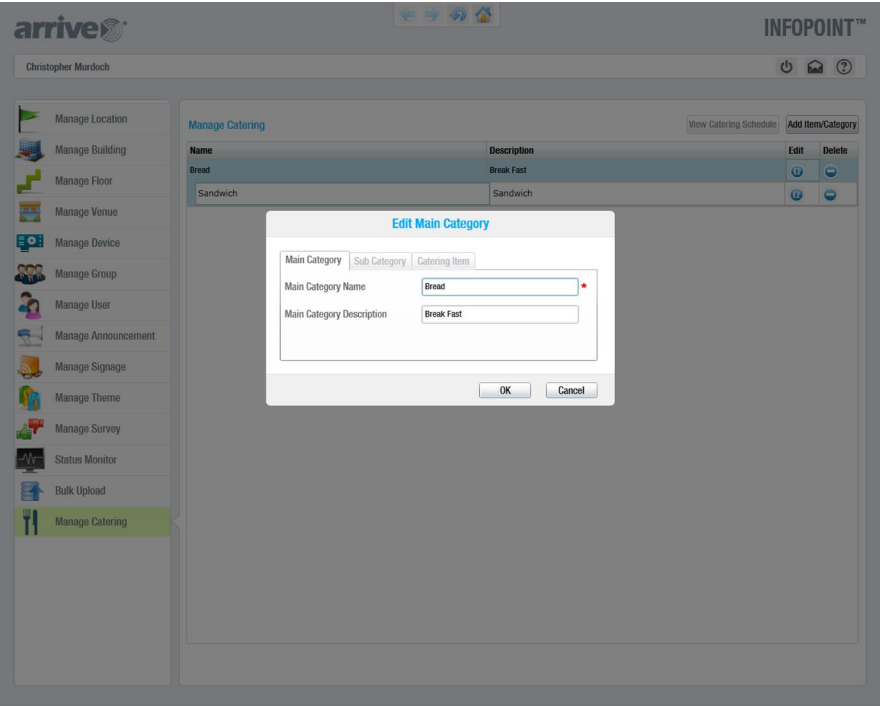 arrive
INFOPOINT™
Christopher Murdoch
Manage Location
Manage Building
Manage Floor
Manage Venue
Manage Device
Manage Group
Manage User
Manage Announcement
Manage Signage
Manage Theme
Manage Survey
Status Monitor
Bulk Upload
Manage Catering
Manage Catering
View Catering Schedule Add Item/Category
Name Description Edit Delete
Bread Break Fast
Sandwich Sandwich
Edit Main Category
Main Category Sub Category Catering Item
Main Category Name Bread *
Main Category Description Break Fast
OK Cancel